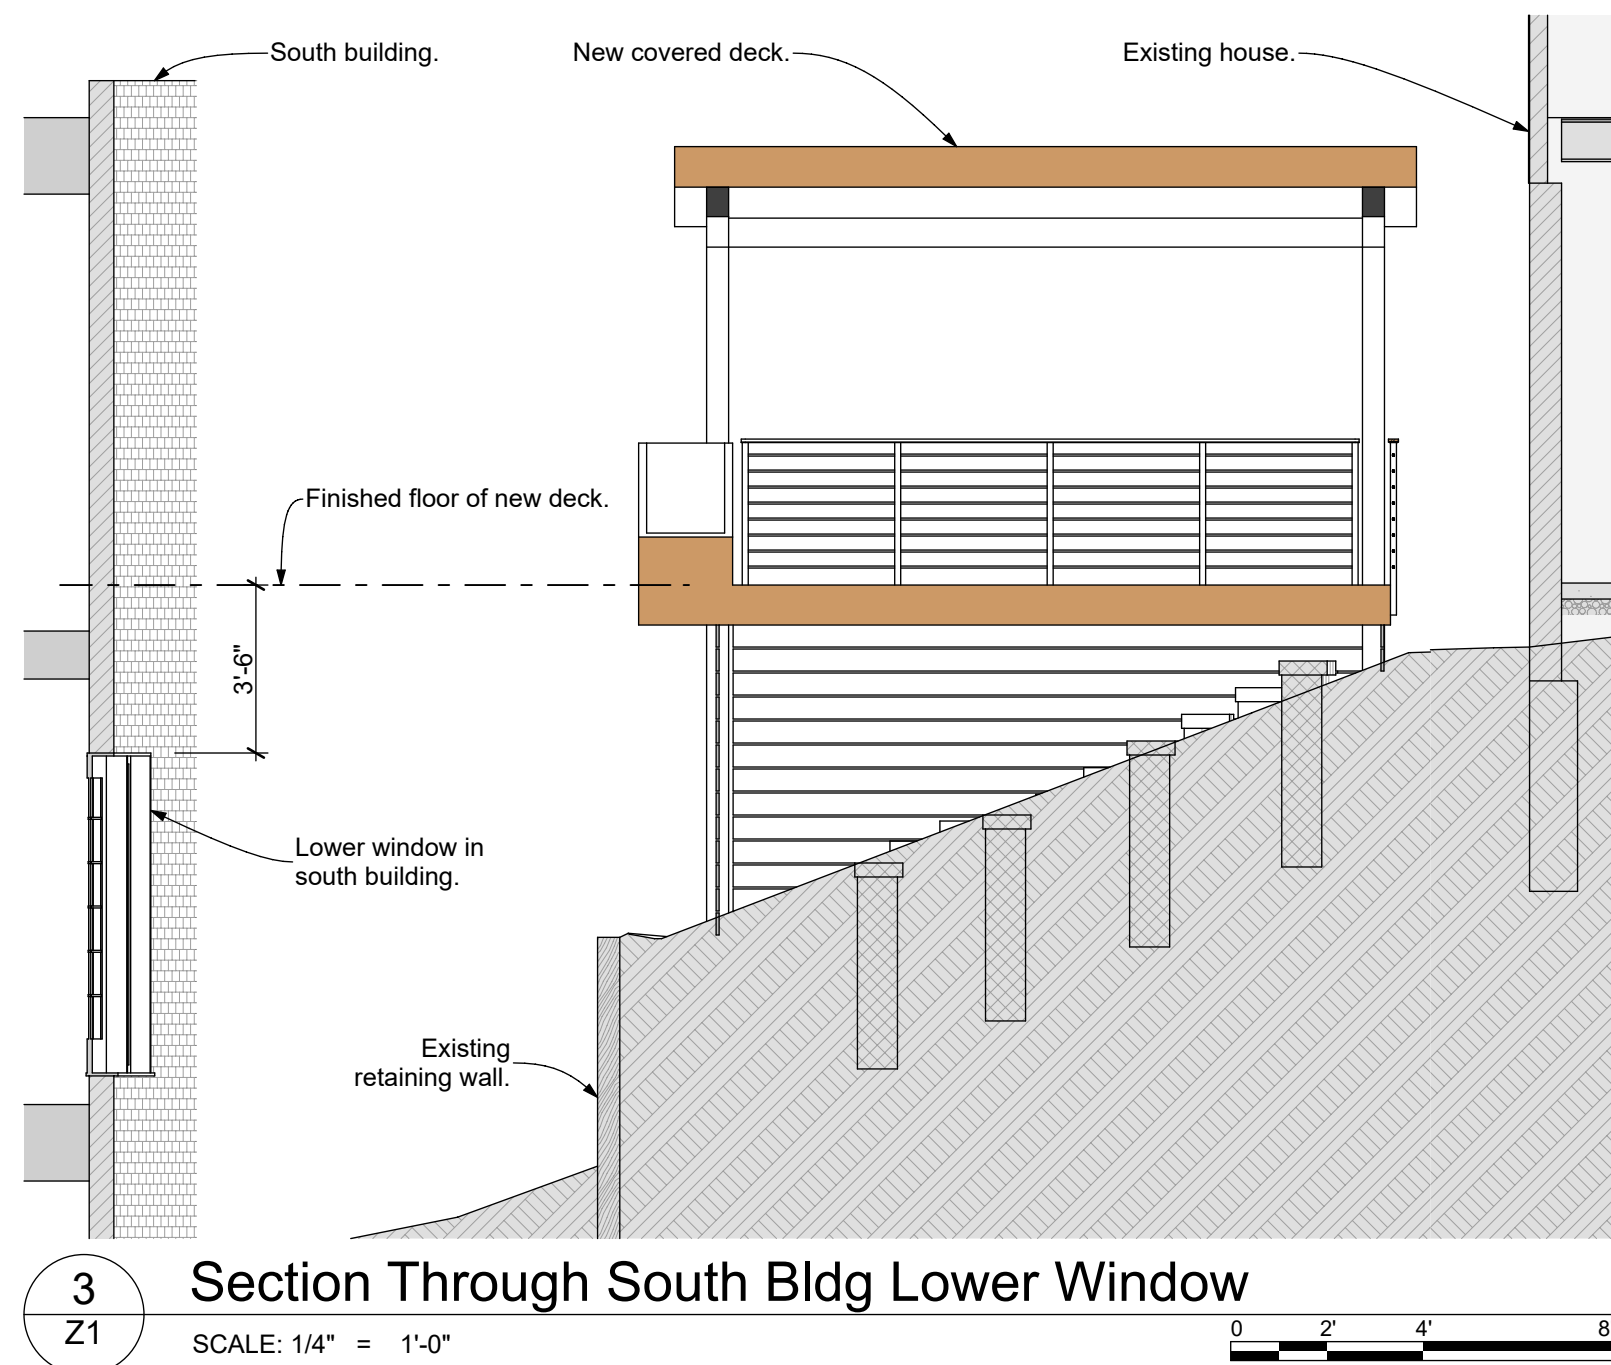 South building.
New covered deck.
Existing house.
Finished floor of new deck.
3'-6"
Lower window in
south building.
Existing
retaining wall.
3
Z1
Section Through South Bldg Lower Window
SCALE: 1/4" = 1'-0"
0 2' 4' 8